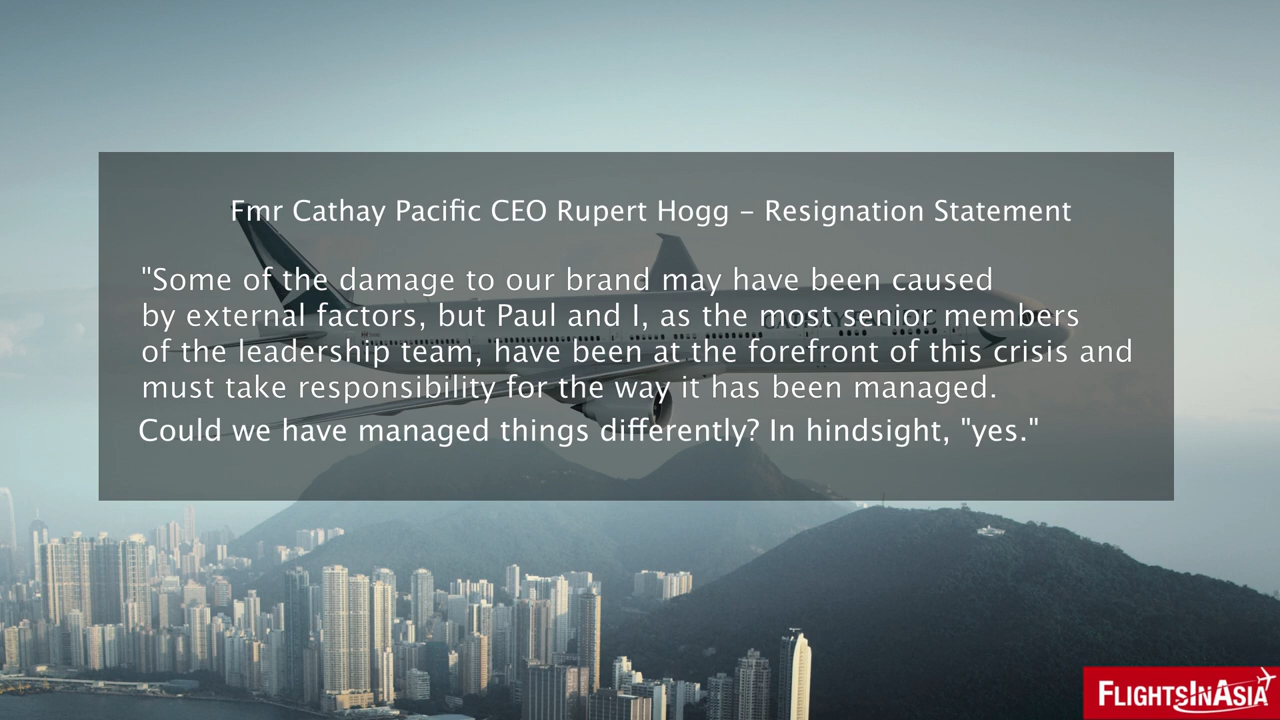 Fmr Cathay Pacific CEO Rupert Hogg – Resignation Statement
"Some of the damage to our brand may have been caused
by external factors, but Paul and I, as the most senior members
of the leadership team, have been at the forefront of this crisis and
must take responsibility for the way it has been managed.
Could we have managed things differently? In hindsight, "yes."
FLIGHTSINASIA